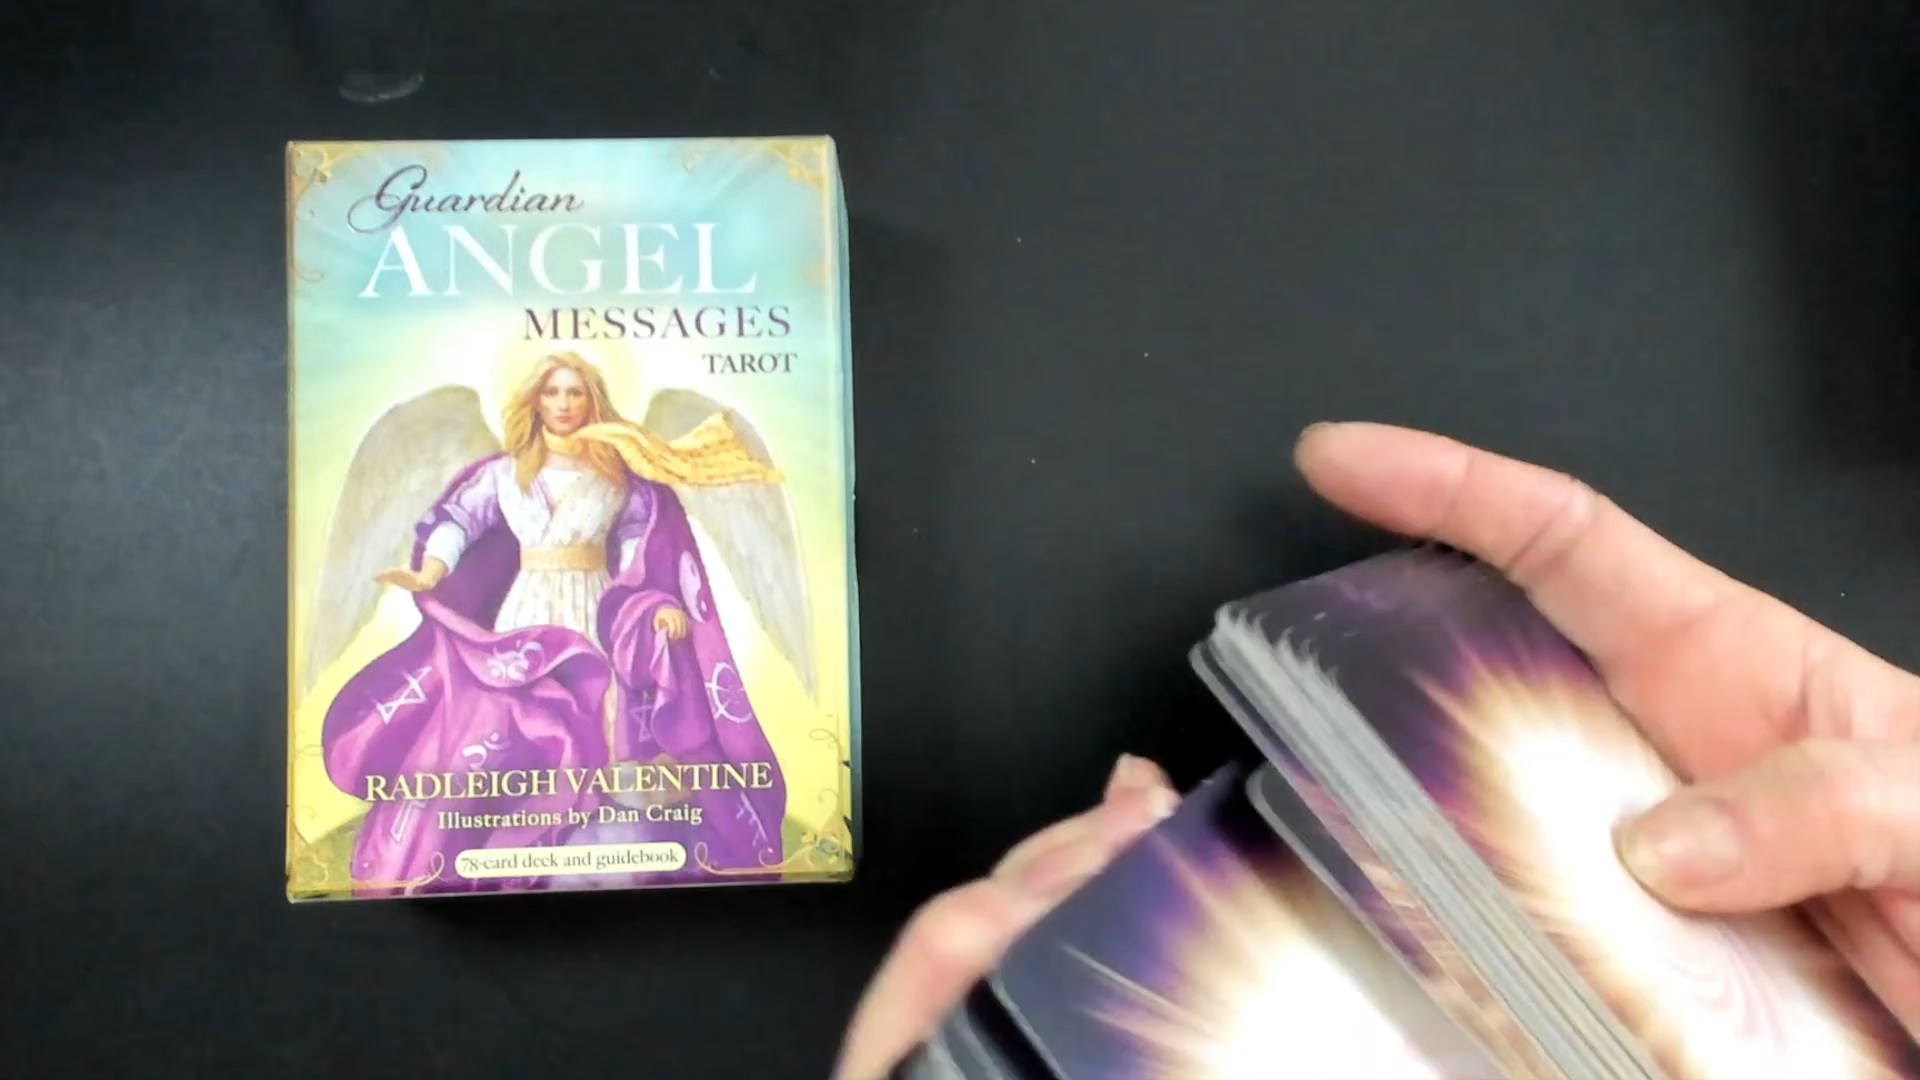 Guardian
ANGEL
MESSAGES
TAROT
RADLEIGH VALENTINE
Illustrations by Dan Craig
78-card deck and guidebook